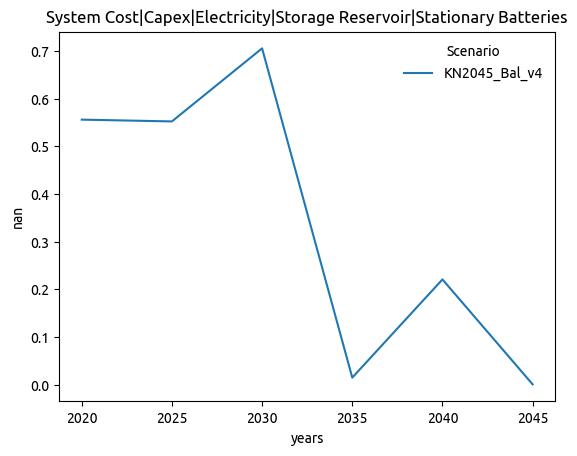 System Cost|Capex|Electricity|Storage Reservoir|Stationary Batteries
Scenario
KN2045_Bal_v4
0.7
0.6
0.5
0.4
0.3
0.2
0.1
0.0
nan
2020 2025 2030 2035 2040 2045
years